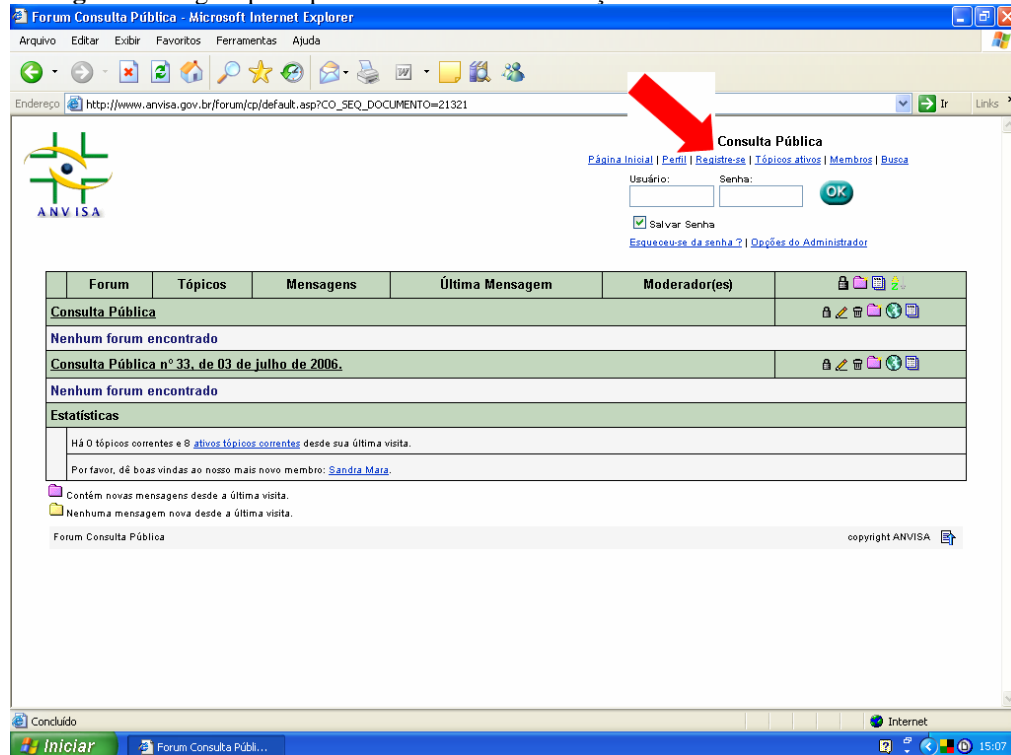 Forum Consulta Pública - Microsoft Internet Explorer
Arquivo Editar Exibir Favoritos Ferramentas Ajuda
Endereço http://www.anvisa.gov.br/forum/cp/default.asp?CO_SEQ_DOCUMENTO=21321 Ir Links
ANVISA
Consulta Pública
Página Inicial | Perfil | Registre-se | Tópicos ativos | Membros | Busca
Usuário: Senha:
OK
Salvar Senha
Esqueceu-se da senha ? | Opções do Administrador
Forum Tópicos Mensagens Última Mensagem Moderador(es)
Consulta Pública
Nenhum forum encontrado
Consulta Pública nº 33, de 03 de julho de 2006.
Nenhum forum encontrado
Estatísticas
Há 0 tópicos correntes e 8 ativos tópicos correntes desde sua última visita.
Por favor, dê boas vindas ao nosso mais novo membro: Sandra Mara.
Contém novas mensagens desde a última visita.
Nenhuma mensagem nova desde a última visita.
Forum Consulta Pública copyright ANVISA
Concluído Internet
Iniciar Forum Consulta Públi... 15:07